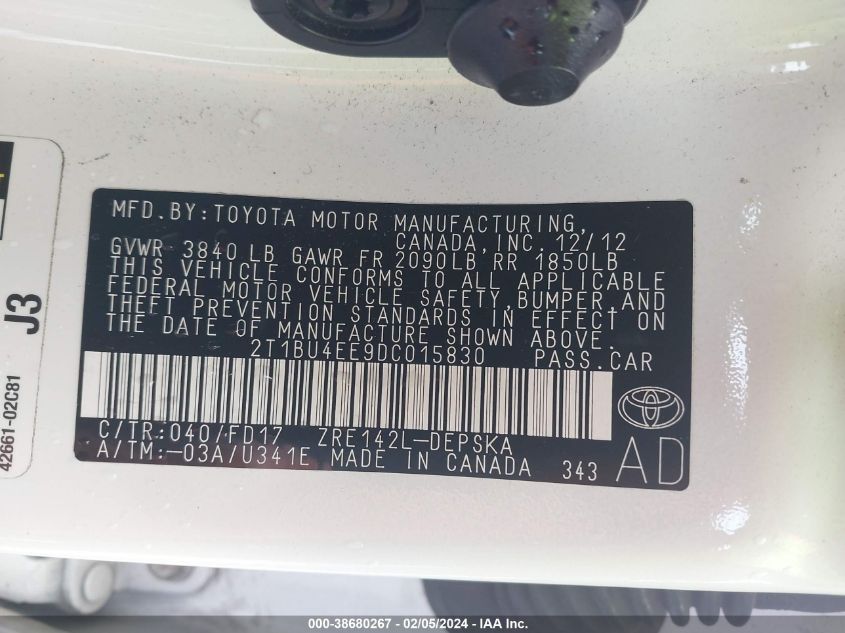 MFD.BY:TOYOTA MOTOR MANUFACTURING,
CANADA, INC. 12/12
GVWR 3840 LB GAWR FR 2090LB RR 1850LB
THIS VEHICLE CONFORMS TO ALL APPLICABLE
FEDERAL MOTOR VEHICLE SAFETY, BUMPER, AND
THEFT PREVENTION STANDARDS IN EFFECT ON
THE DATE OF MANUFACTURE SHOWN ABOVE.
2T1BU4EE9DC015830 PASS.CAR
C/TR:040/FD17 ZRE142L-DEPSKA
A/TM:-03A/U341E MADE IN CANADA 343
AD
J3
42661-02C81
000-38680267 - 02/05/2024 - IAA Inc.